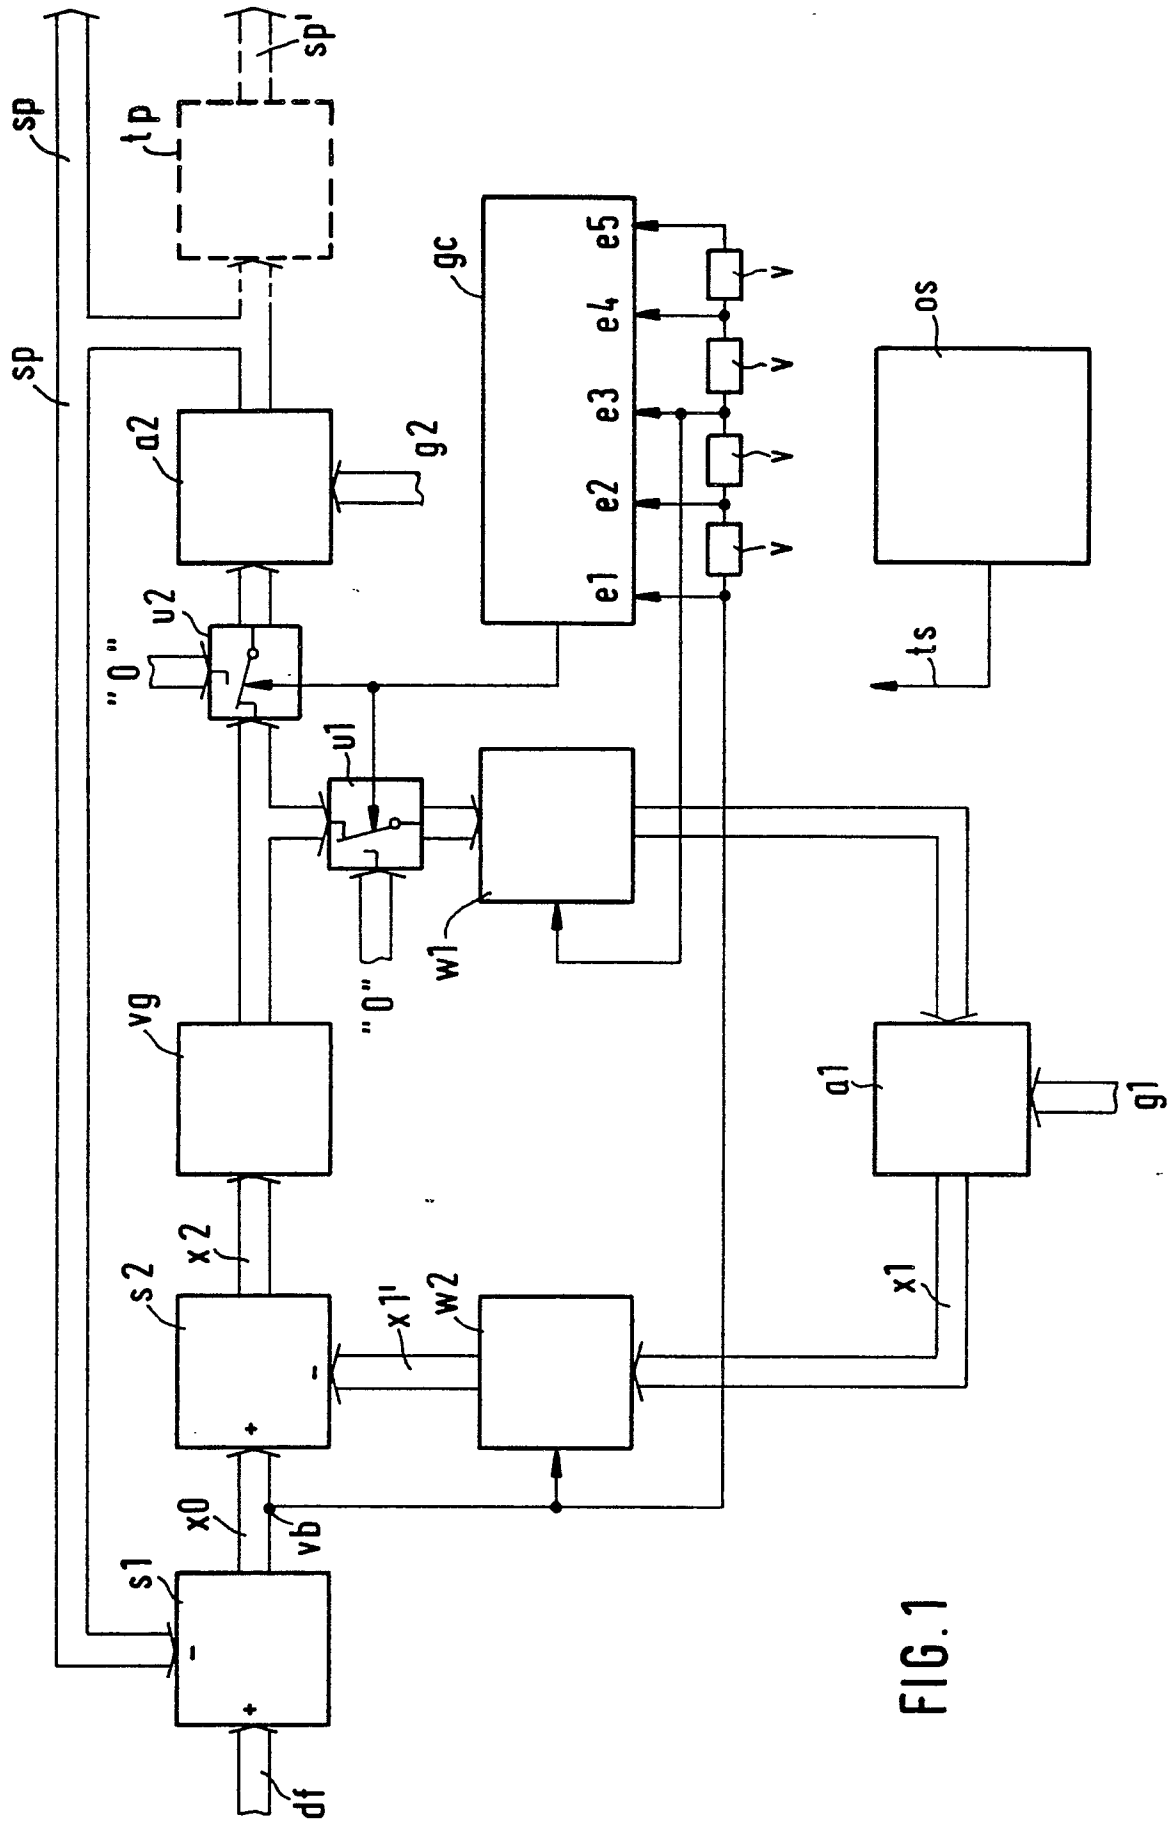 df
s1
+
-
x0
vb
s2
+
-
x2
x1'
w2
vg
"0"
u1
w1
"0"
u2
a2
g2
sp
sp
tp
sp'
gc
e1
e2
e3
e4
e5
v
v
v
v
os
ts
a1
g1
x1
FIG.1